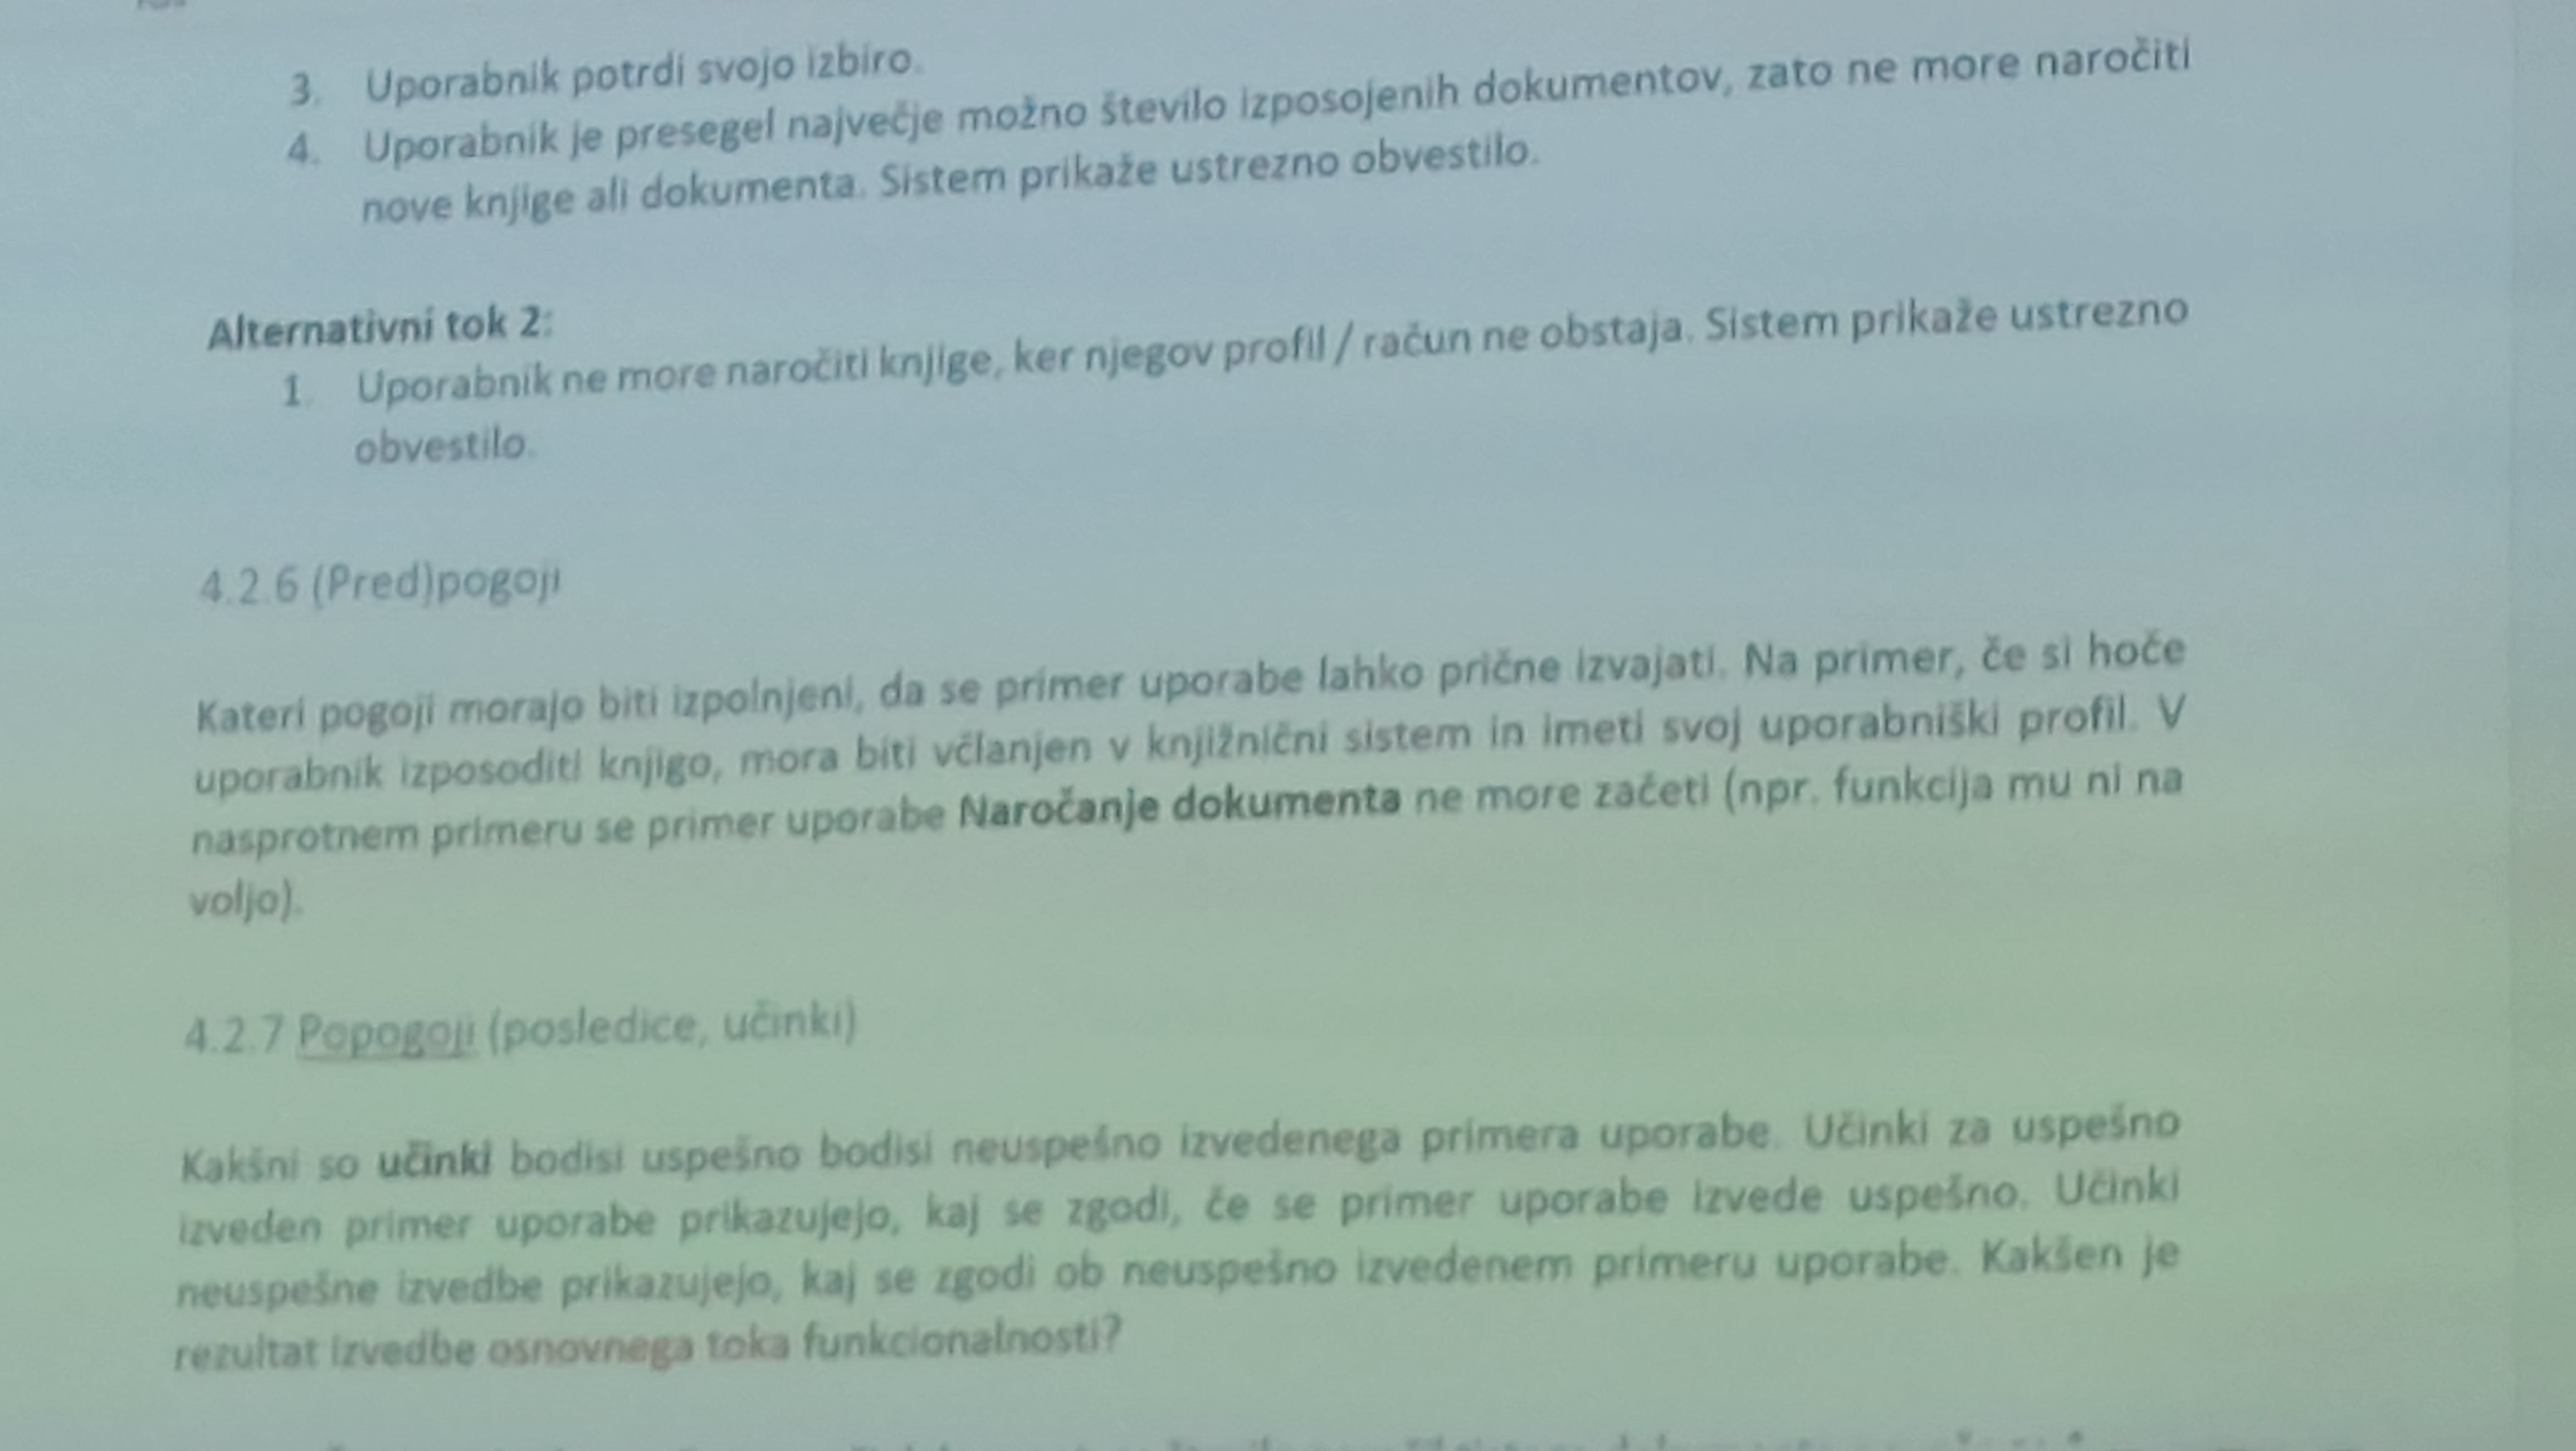 3. Uporabnik potrdi svojo izbiro.
4. Uporabnik je presegel največje možno število izposojenih dokumentov, zato ne more naročiti
nove knjige ali dokumenta. Sistem prikaže ustrezno obvestilo.
Alternativni tok 2:
1. Uporabnik ne more naročiti knjige, ker njegov profil / račun ne obstaja. Sistem prikaže ustrezno
obvestilo.
4.2.6 (Pred)pogoji
Kateri pogoji morajo biti izpolnjeni, da se primer uporabe lahko prične izvajati. Na primer, če si hoče
uporabnik izposoditi knjigo, mora biti včlanjen v knjižnični sistem in imeti svoj uporabniški profil. V
nasprotnem primeru se primer uporabe Naročanje dokumenta ne more začeti (npr. funkcija mu ni na
voljo).
4.2.7 Popogoji (posledice, učinki)
Kakšni so učinki bodisi uspešno bodisi neuspešno izvedenega primera uporabe. Učinki za uspešno
izveden primer uporabe prikazujejo, kaj se zgodi, če se primer uporabe izvede uspešno. Učinki
neuspešne izvedbe prikazujejo, kaj se zgodi ob neuspešno izvedenem primeru uporabe. Kakšen je
rezultat izvedbe osnovnega toka funkcionalnosti?